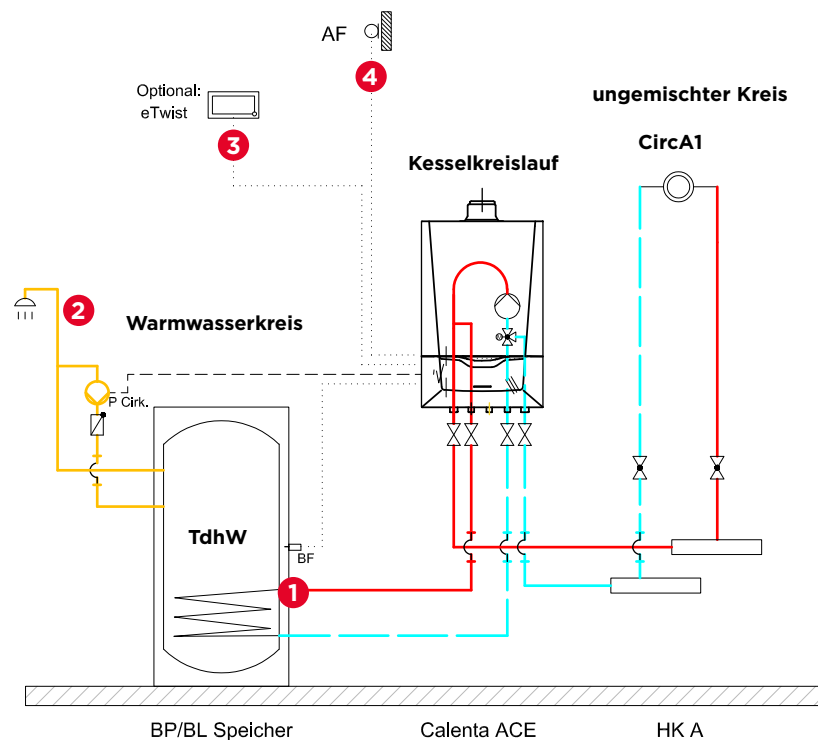 AF
4
Optional:
eTwist
3
ungemischter Kreis
CircA1
Kesselkreislauf
2
Warmwasserkreis
P Cirk.
TdhW
BF
1
BP/BL Speicher
Calenta ACE
HK A